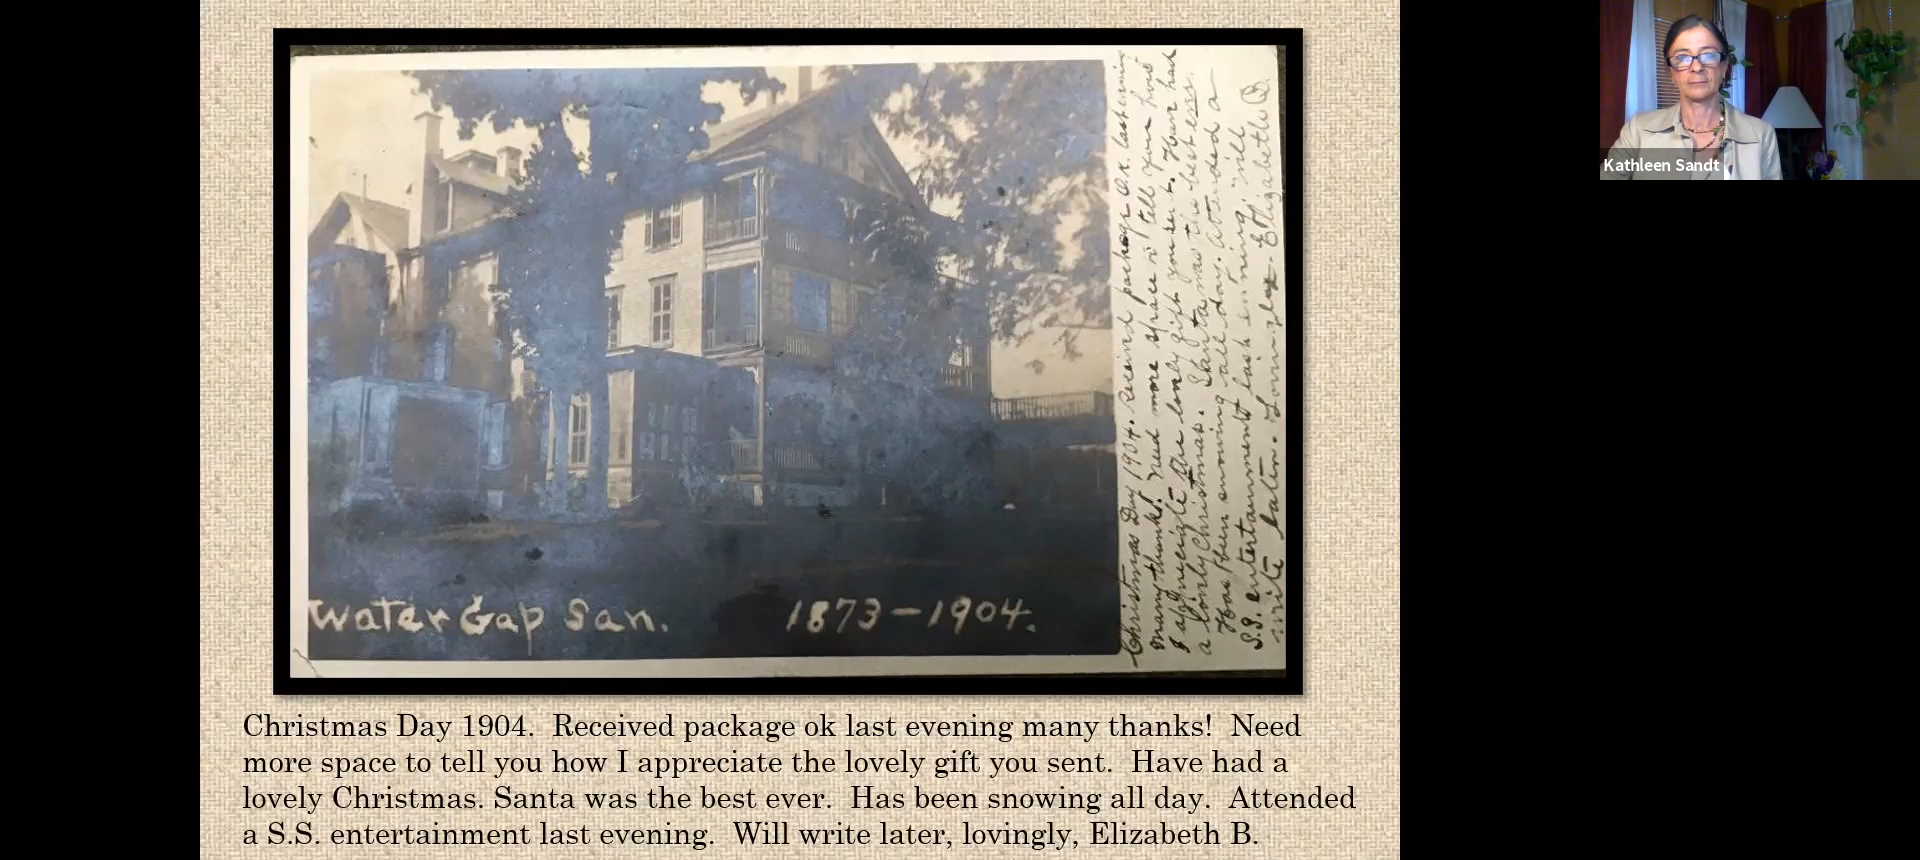 Water Gap San. 1873-1904.
Christmas Day 1904. Received package O.K. last evening
many thanks. Need more space to tell you how
I appreciate the lovely gift you sent. Have had
a lovely Christmas. Santa was the best ever.
Has been snowing all day. Attended a
S.S. entertainment last evening, will
write later. Lovingly. Elizabeth B.
Christmas Day 1904. Received package ok last evening many thanks! Need
more space to tell you how I appreciate the lovely gift you sent. Have had a
lovely Christmas. Santa was the best ever. Has been snowing all day. Attended
a S.S. entertainment last evening. Will write later, lovingly, Elizabeth B.
Kathleen Sandt